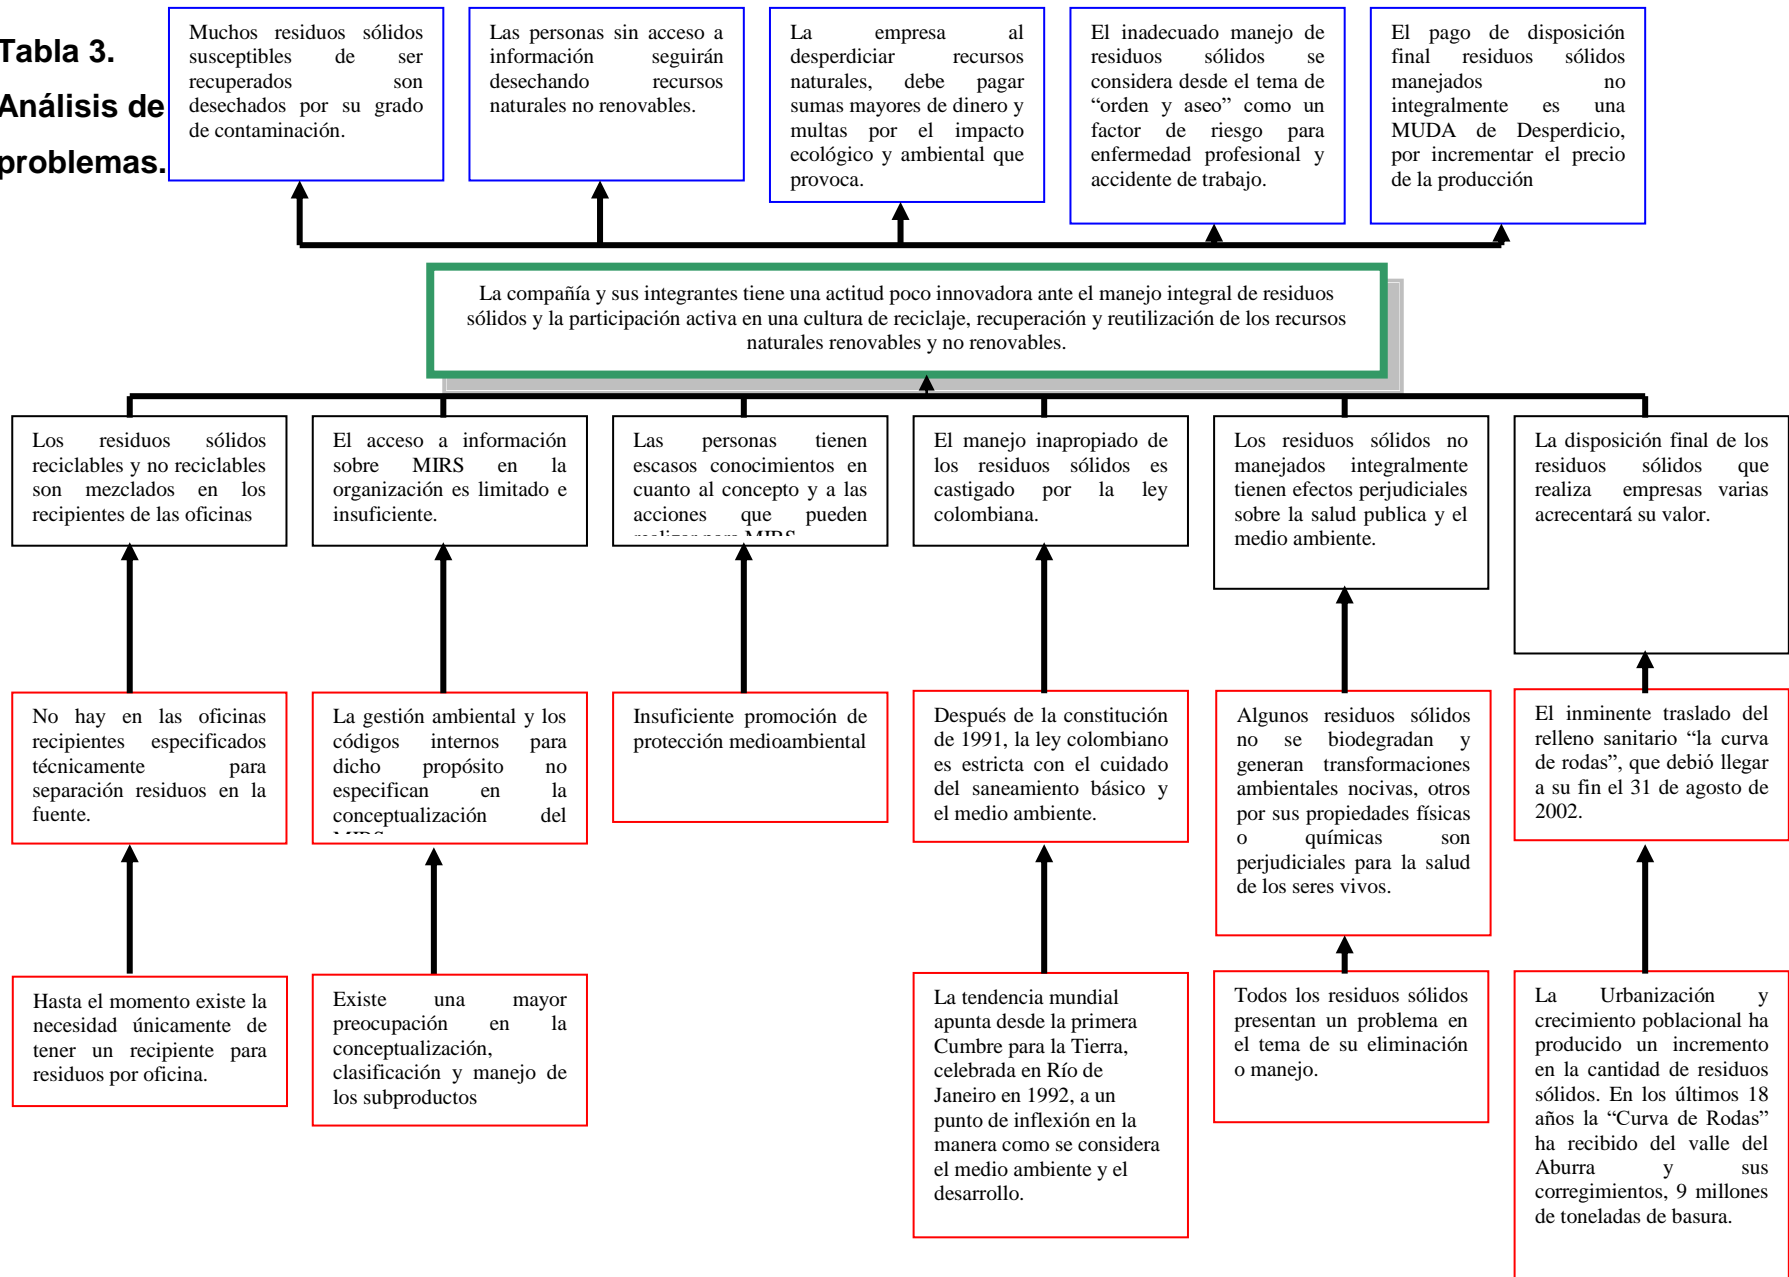 Tabla 3.
Análisis de
problemas.
Muchos residuos sólidos
susceptibles de ser
recuperados son
desechados por su grado
de contaminación.
Las personas sin acceso a
información seguirán
desechando recursos
naturales no renovables.
La empresa al
desperdiciar recursos
naturales, debe pagar
sumas mayores de dinero y
multas por el impacto
ecológico y ambiental que
provoca.
El inadecuado manejo de
residuos sólidos se
considera desde el tema de
“orden y aseo” como un
factor de riesgo para
enfermedad profesional y
accidente de trabajo.
El pago de disposición
final residuos sólidos
manejados no
integralmente es una
MUDA de Desperdicio,
por incrementar el precio
de la producción
La compañía y sus integrantes tiene una actitud poco innovadora ante el manejo integral de residuos
sólidos y la participación activa en una cultura de reciclaje, recuperación y reutilización de los recursos
naturales renovables y no renovables.
Los residuos sólidos
reciclables y no reciclables
son mezclados en los
recipientes de las oficinas
El acceso a información
sobre MIRS en la
organización es limitado e
insuficiente.
Las personas tienen
escasos conocimientos en
cuanto al concepto y a las
acciones que pueden
realizar para MIRS
El manejo inapropiado de
los residuos sólidos es
castigado por la ley
colombiana.
Los residuos sólidos no
manejados integralmente
tienen efectos perjudiciales
sobre la salud publica y el
medio ambiente.
La disposición final de los
residuos sólidos que
realiza empresas varias
acrecentará su valor.
No hay en las oficinas
recipientes especificados
técnicamente para
separación residuos en la
fuente.
La gestión ambiental y los
códigos internos para
dicho propósito no
especifican en la
conceptualización del
Insuficiente promoción de
protección medioambiental
Después de la constitución
de 1991, la ley colombiano
es estricta con el cuidado
del saneamiento básico y
el medio ambiente.
Algunos residuos sólidos
no se biodegradan y
generan transformaciones
ambientales nocivas, otros
por sus propiedades físicas
o químicas son
perjudiciales para la salud
de los seres vivos.
El inminente traslado del
relleno sanitario “la curva
de rodas”, que debió llegar
a su fin el 31 de agosto de
2002.
Hasta el momento existe la
necesidad únicamente de
tener un recipiente para
residuos por oficina.
Existe una mayor
preocupación en la
conceptualización,
clasificación y manejo de
los subproductos
La tendencia mundial
apunta desde la primera
Cumbre para la Tierra,
celebrada en Río de
Janeiro en 1992, a un
punto de inflexión en la
manera como se considera
el medio ambiente y el
desarrollo.
Todos los residuos sólidos
presentan un problema en
el tema de su eliminación
o manejo.
La Urbanización y
crecimiento poblacional ha
producido un incremento
en la cantidad de residuos
sólidos. En los últimos 18
años la “Curva de Rodas”
ha recibido del valle del
Aburra y sus
corregimientos, 9 millones
de toneladas de basura.